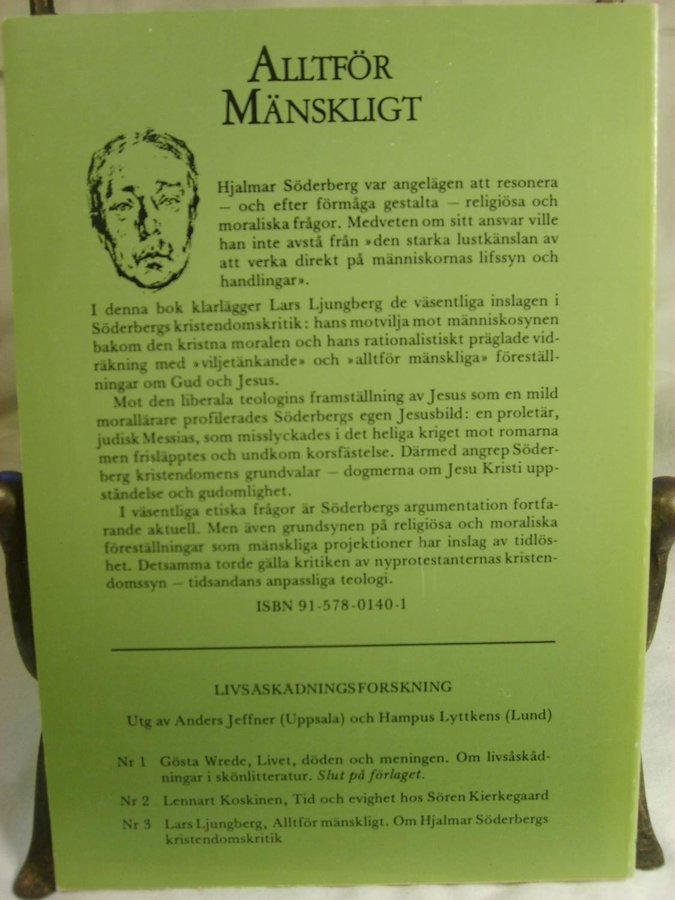 ALLTFÖR
MÄNSKLIGT
Hjalmar Söderberg var angelägen att resonera
— och efter förmåga gestalta — religiösa och
moraliska frågor. Medveten om sitt ansvar ville
han inte avstå från »den starka lustkänslan av
att verka direkt på människornas lifssyn och
handlingar».
I denna bok klarlägger Lars Ljungberg de väsentliga inslagen i
Söderbergs kristendomskritik: hans motvilja mot människosynen
bakom den kristna moralen och hans rationalistiskt präglade vid-
räkning med »viljetänkande» och »alltför mänskliga» föreställ-
ningar om Gud och Jesus.
Mot den liberala teologins framställning av Jesus som en mild
morallärare profilerades Söderbergs egen Jesusbild: en proletär,
judisk Messias, som misslyckades i det heliga kriget mot romarna
men frisläpptes och undkom korsfästelse. Därmed angrep Söder-
berg kristendomens grundvalar — dogmerna om Jesu Kristi upp-
ståndelse och gudomlighet.
I väsentliga etiska frågor är Söderbergs argumentation fortfa-
rande aktuell. Men även grundsynen på religiösa och moraliska
föreställningar som mänskliga projektioner har inslag av tidlös-
het. Detsamma torde gälla kritiken av nyprotestanternas kristen-
domssyn — tidsandans anpassliga teologi.
ISBN 91-578-0140-1
LIVSÅSKÅDNINGSFORSKNING
Utg av Anders Jeffner (Uppsala) och Hampus Lyttkens (Lund)
Nr 1 Gösta Wrede, Livet, döden och meningen. Om livsåskåd-
ningar i skönlitteratur. Slut på förlaget.
Nr 2 Lennart Koskinen, Tid och evighet hos Sören Kierkegaard
Nr 3 Lars Ljungberg, Alltför mänskligt. Om Hjalmar Söderbergs
kristendomskritik